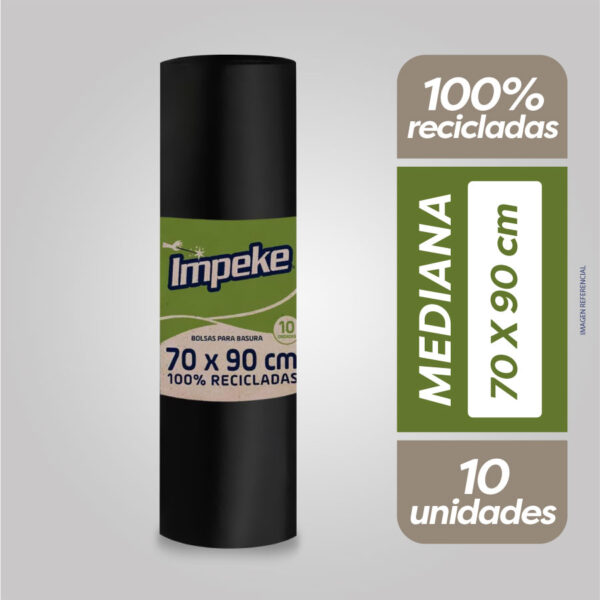 Impeke
10
UNIDADES
BOLSAS PARA BASURA
70 x 90 cm
100% RECICLADAS
100%
recicladas
MEDIANA
70 X 90 cm
10
unidades
IMAGEN REFERENCIAL